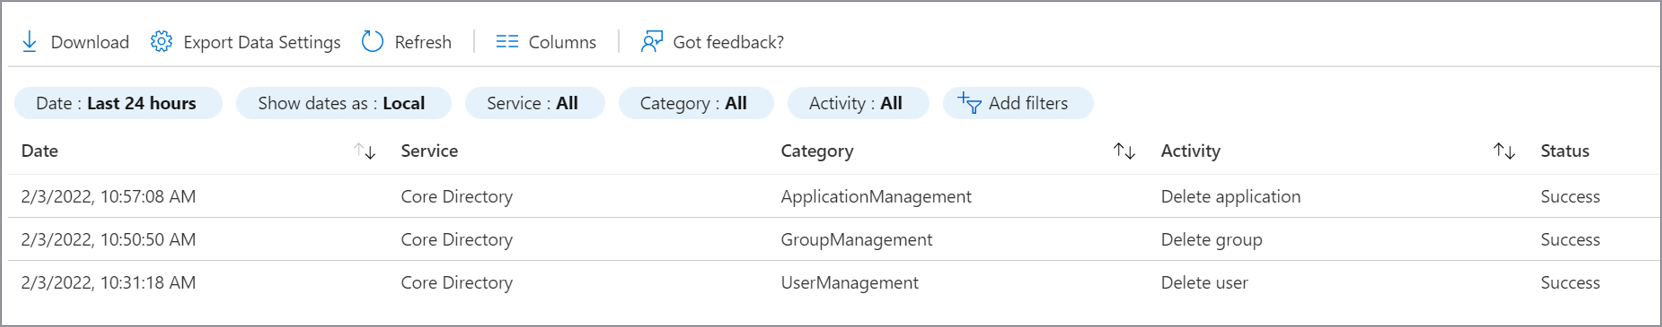 Download Export Data Settings Refresh Columns Got feedback?
Date : Last 24 hours Show dates as : Local Service : All Category : All Activity : All Add filters
Date Service Category Activity Status
2/3/2022, 10:57:08 AM Core Directory ApplicationManagement Delete application Success
2/3/2022, 10:50:50 AM Core Directory GroupManagement Delete group Success
2/3/2022, 10:31:18 AM Core Directory UserManagement Delete user Success